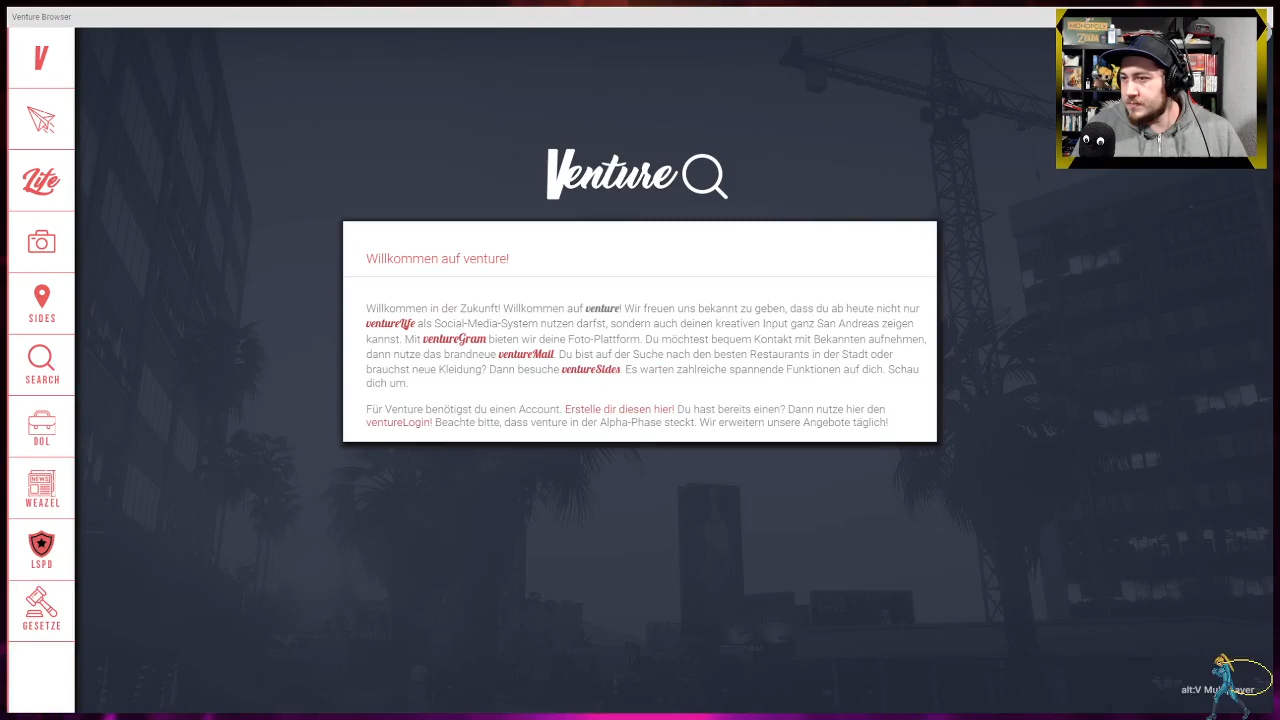 Venture Browser
V
Life
SIDES
SEARCH
DOL
NEWS
WEAZEL
LSPD
GESETZE
Venture
Willkommen auf venture!
Willkommen in der Zukunft! Willkommen auf venture! Wir freuen uns bekannt zu geben, dass du ab heute nicht nur
ventureLife als Social-Media-System nutzen darfst, sondern auch deinen kreativen Input ganz San Andreas zeigen
kannst. Mit ventureGram bieten wir deine Foto-Plattform. Du möchtest bequem Kontakt mit Bekannten aufnehmen,
dann nutze das brandneue ventureMail. Du bist auf der Suche nach den besten Restaurants in der Stadt oder
brauchst neue Kleidung? Dann besuche ventureSides. Es warten zahlreiche spannende Funktionen auf dich. Schau
dich um.
Für Venture benötigst du einen Account. Erstelle dir diesen hier! Du hast bereits einen? Dann nutze hier den
ventureLogin! Beachte bitte, dass venture in der Alpha-Phase steckt. Wir erweitern unsere Angebote täglich!
MONOPOLY
ZELDA
alt:V